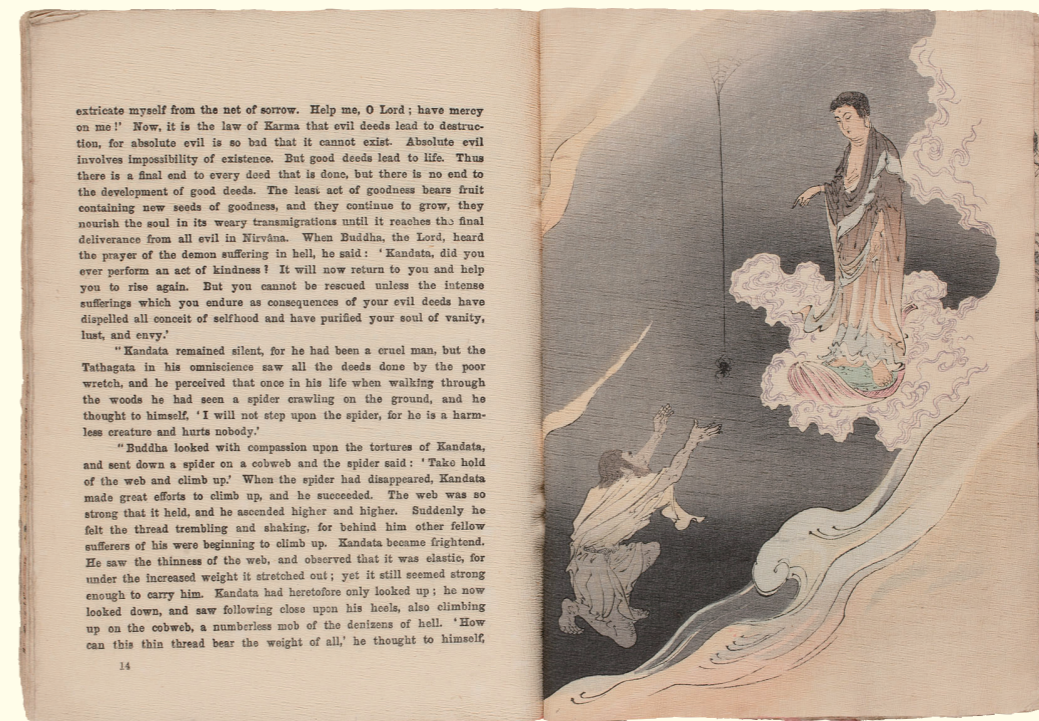 extricate myself from the net of sorrow. Help me, O Lord ; have mercy
on me !' Now, it is the law of Karma that evil deeds lead to destruc-
tion, for absolute evil is so bad that it cannot exist. Absolute evil
involves impossibility of existence. But good deeds lead to life. Thus
there is a final end to every deed that is done, but there is no end to
the development of good deeds. The least act of goodness bears fruit
containing new seeds of goodness, and they continue to grow, they
nourish the soul in its weary transmigrations until it reaches the final
deliverance from all evil in Nirvâna. When Buddha, the Lord, heard
the prayer of the demon suffering in hell, he said : 'Kandata, did you
ever perform an act of kindness ? It will now return to you and help
you to rise again. But you cannot be rescued unless the intense
sufferings which you endure as consequences of your evil deeds have
dispelled all conceit of selfhood and have purified your soul of vanity,
lust, and envy.'
"Kandata remained silent, for he had been a cruel man, but the
Tathagata in his omniscience saw all the deeds done by the poor
wretch, and he perceived that once in his life when walking through
the woods he had seen a spider crawling on the ground, and he
thought to himself, 'I will not step upon the spider, for he is a harm-
less creature and hurts nobody.'
"Buddha looked with compassion upon the tortures of Kandata,
and sent down a spider on a cobweb and the spider said : 'Take hold
of the web and climb up.' When the spider had disappeared, Kandata
made great efforts to climb up, and he succeeded. The web was so
strong that it held, and he ascended higher and higher. Suddenly he
felt the thread trembling and shaking, for behind him other fellow
sufferers of his were beginning to climb up. Kandata became frightend.
He saw the thinness of the web, and observed that it was elastic, for
under the increased weight it stretched out ; yet it still seemed strong
enough to carry him. Kandata had heretofore only looked up ; he now
looked down, and saw following close upon his heels, also climbing
up on the cobweb, a numberless mob of the denizens of hell. 'How
can this thin thread bear the weight of all,' he thought to himself,
14